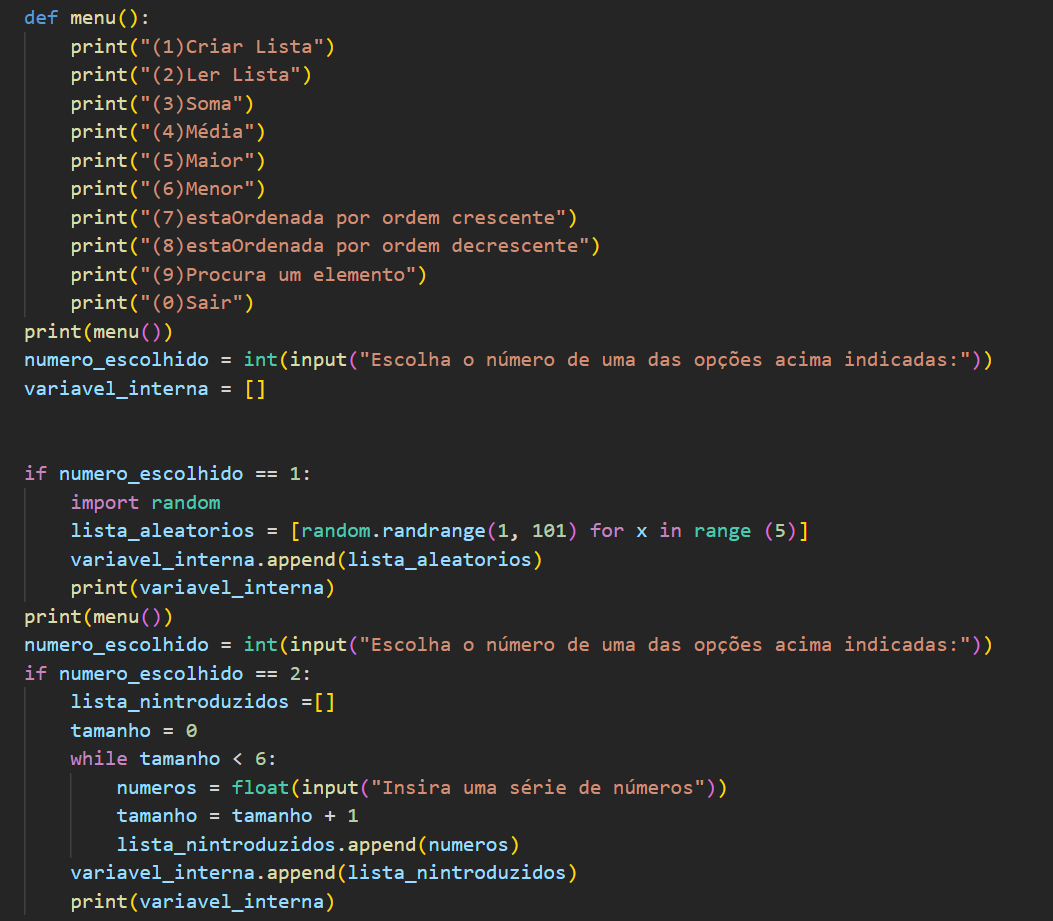 def menu():
    print("(1)Criar Lista")
    print("(2)Ler Lista")
    print("(3)Soma")
    print("(4)Média")
    print("(5)Maior")
    print("(6)Menor")
    print("(7)estaOrdenada por ordem crescente")
    print("(8)estaOrdenada por ordem decrescente")
    print("(9)Procura um elemento")
    print("(0)Sair")
print(menu())
numero_escolhido = int(input("Escolha o número de uma das opções acima indicadas:"))
variavel_interna = []
if numero_escolhido == 1:
    import random
    lista_aleatorios = [random.randrange(1, 101) for x in range (5)]
    variavel_interna.append(lista_aleatorios)
    print(variavel_interna)
print(menu())
numero_escolhido = int(input("Escolha o número de uma das opções acima indicadas:"))
if numero_escolhido == 2:
    lista_nintroduzidos =[]
    tamanho = 0
    while tamanho < 6:
        numeros = float(input("Insira uma série de números"))
        tamanho = tamanho + 1
        lista_nintroduzidos.append(numeros)
    variavel_interna.append(lista_nintroduzidos)
    print(variavel_interna)